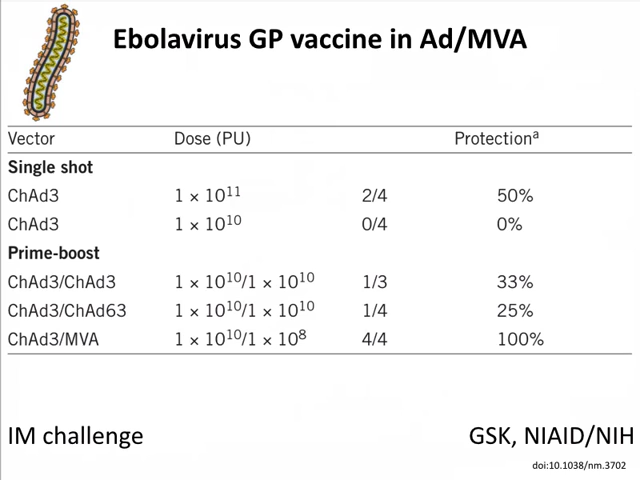 Ebolavirus GP vaccine in Ad/MVA
Vector Dose (PU) Protectionᵃ
Single shot
ChAd3 1 × 10¹¹ 2/4 50%
ChAd3 1 × 10¹⁰ 0/4 0%
Prime-boost
ChAd3/ChAd3 1 × 10¹⁰/1 × 10¹⁰ 1/3 33%
ChAd3/ChAd63 1 × 10¹⁰/1 × 10¹⁰ 1/4 25%
ChAd3/MVA 1 × 10¹⁰/1 × 10⁸ 4/4 100%
IM challenge GSK, NIAID/NIH
doi:10.1038/nm.3702